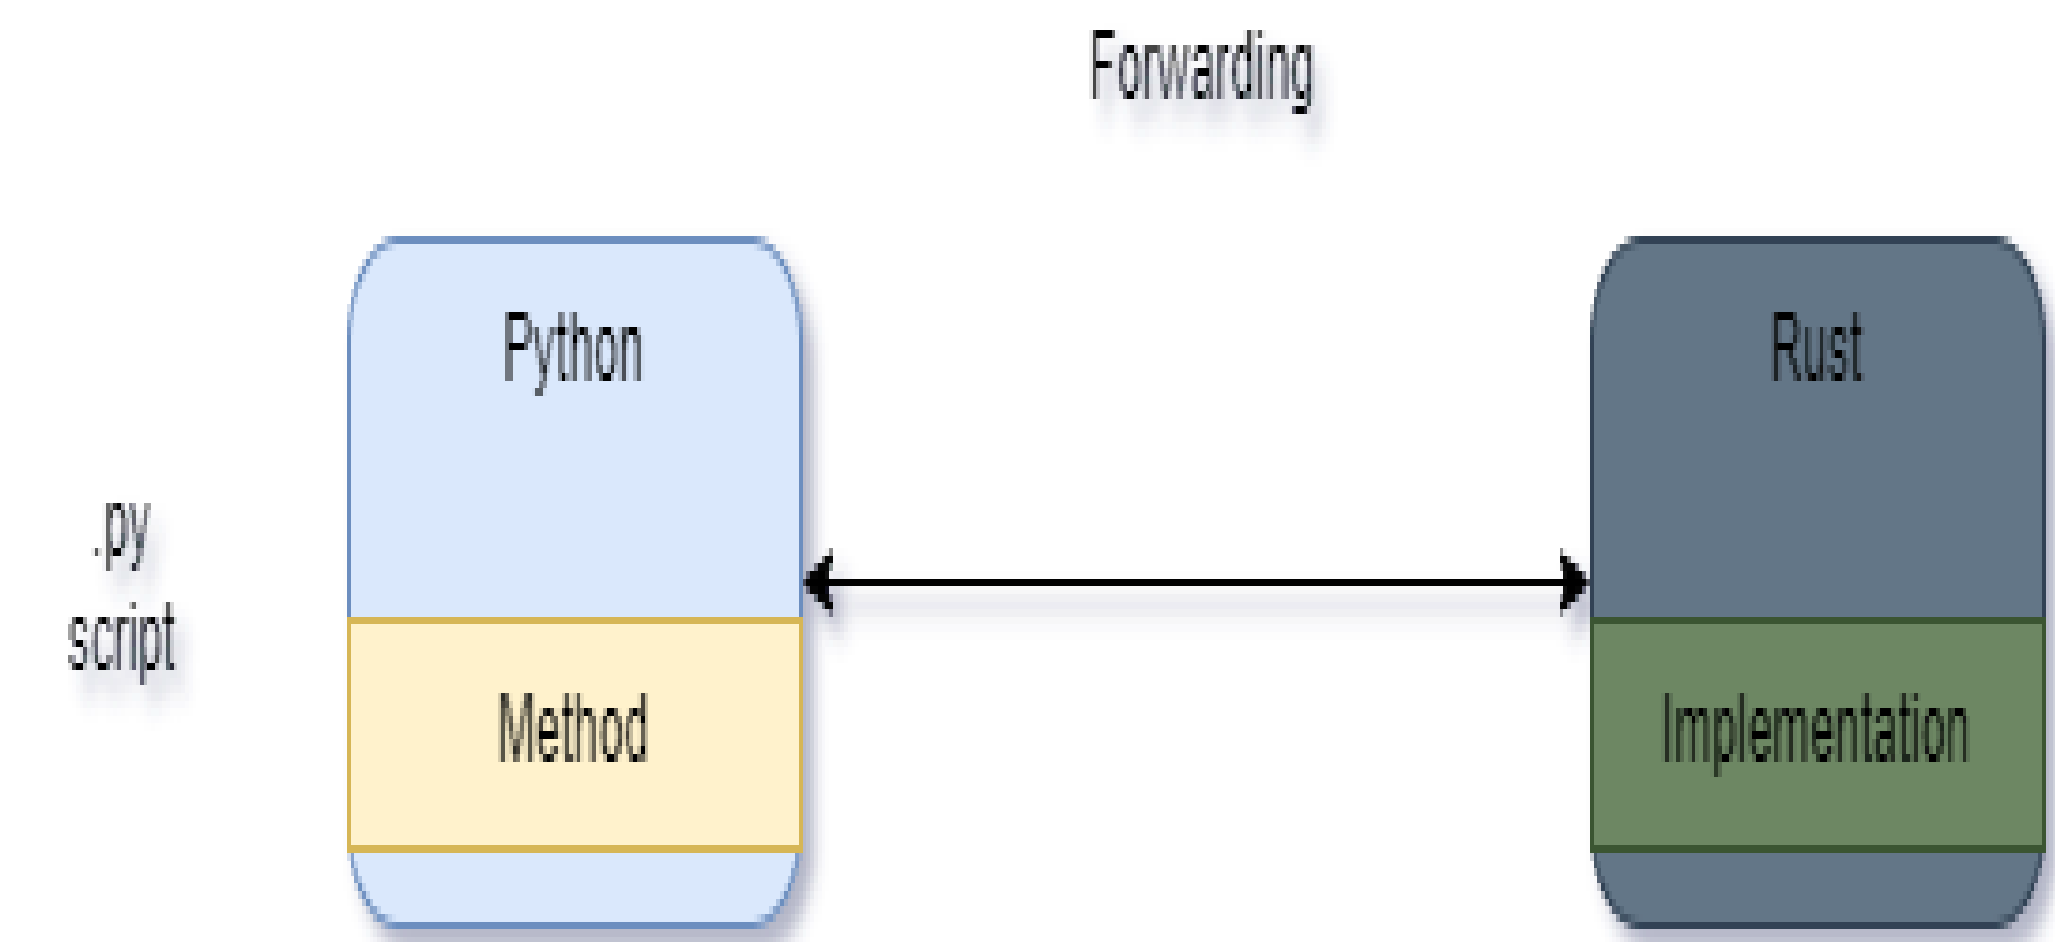 Forwarding
Python
Rust
.py
script
Method
Implementation